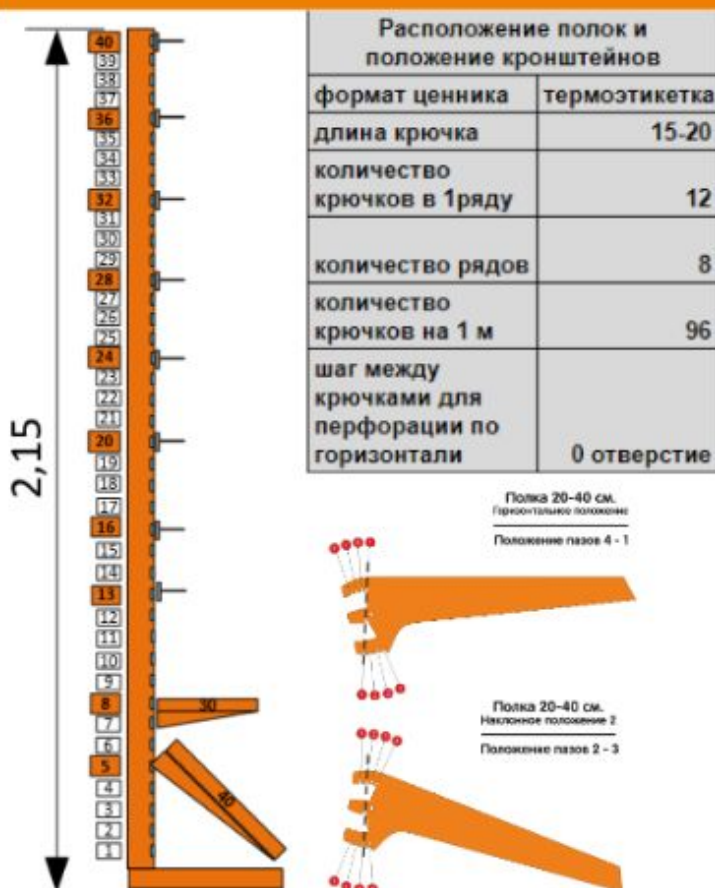 Расположение полок и
положение кронштейнов
формат ценника термоэтикетка
длина крючка 15-20
количество
крючков в 1ряду 12
количество рядов 8
количество
крючков на 1 м 96
шаг между
крючками для
перфорации по
горизонтали 0 отверстие
40
39
38
37
36
35
34
33
32
31
30
29
28
27
26
25
24
23
22
21
20
19
18
17
16
15
14
13
12
11
10
9
8
7
6
5
4
3
2
1
2,15
30
40
Полка 20-40 см.
Горизонтальное положение
Положение пазов 4 - 1
Полка 20-40 см.
Наклонное положение 2
Положение пазов 2 - 3